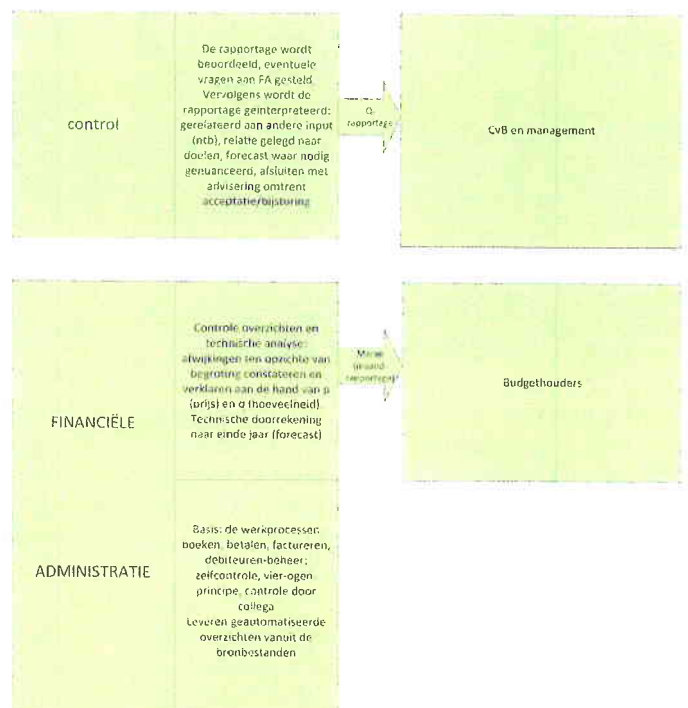 control
De rapportage wordt
beoordeeld, eventuele
vragen aan FA gesteld.
Vervolgens wordt de
rapportage geinterpreteerd:
gerelateerd aan andere input
(ntb), relatie gelegd naar
doelen, forecast waar nodig
genuanceerd, afsluiten met
advisering omtrent
acceptatie/bijsturing
Q-
rapportage
CvB en management
FINANCIËLE
ADMINISTRATIE
Controle overzichten en
technische analyse:
afwijkingen ten opzichte van
begroting constateren en
verklaren aan de hand van p
(prijs) en q (hoeveelheid).
Technische doorrekening
naar einde jaar (forecast)
Budgethouders
Basis: de werkprocessen
boeken, betalen, factureren,
debiteuren-beheer;
zelfcontrole, vier-ogen
principe, controle door
collega
Leveren geautomatiseerde
overzichten vanuit de
bronbestanden